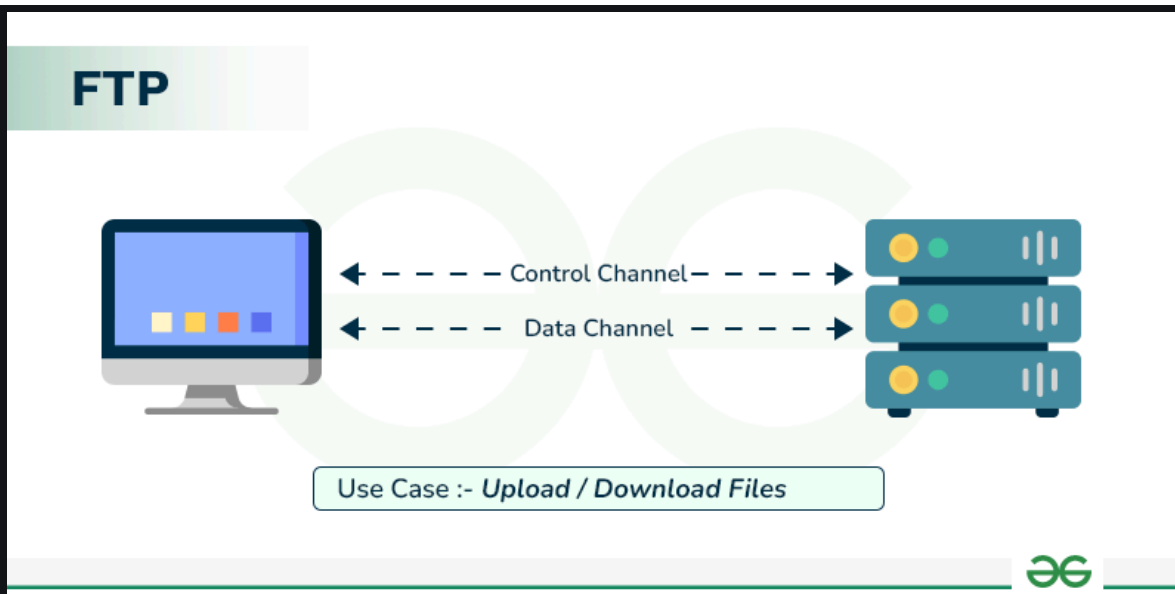 FTP
Control Channel
Data Channel
Use Case :- Upload / Download Files